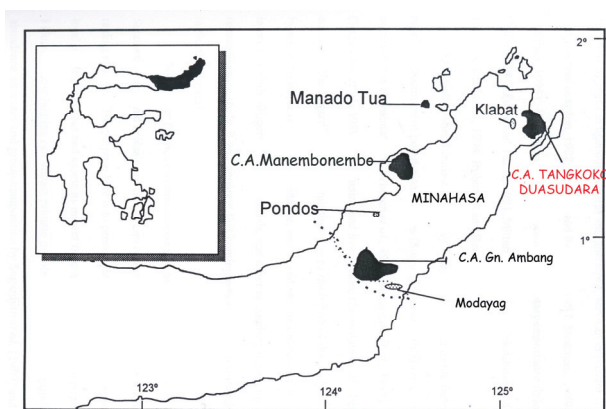 2°
Manado Tua
Klabat
C.A.Manembonembo
C.A. TANGKOKO
DUASUDARA
MINAHASA
Pondos
1°
C.A. Gn. Ambang
Modayag
123°
124°
125°